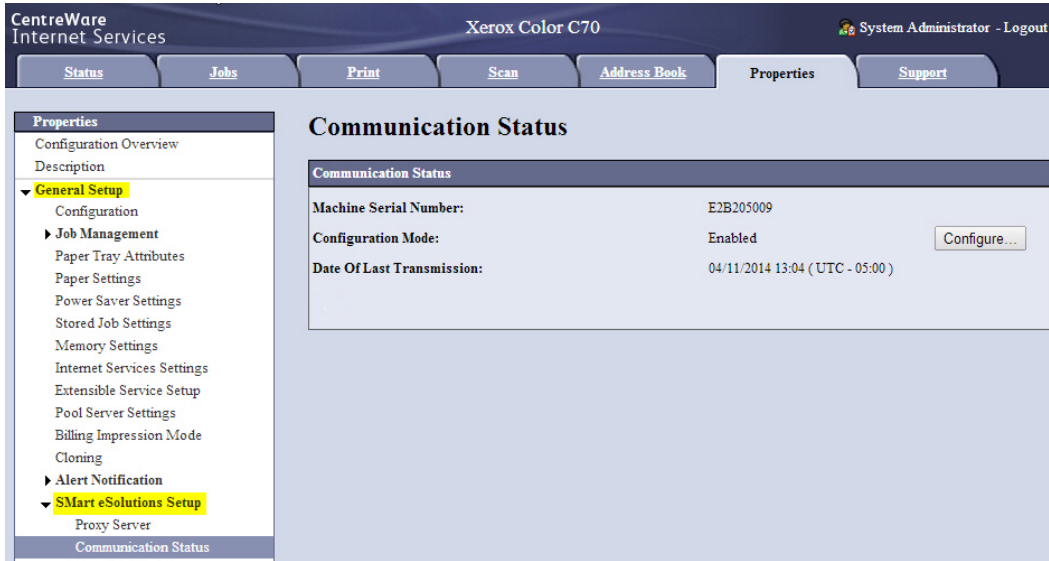 CentreWare
Internet Services
Xerox Color C70
System Administrator - Logout
Status
Jobs
Print
Scan
Address Book
Properties
Support
Properties
Configuration Overview
Description
General Setup
Configuration
Job Management
Paper Tray Attributes
Paper Settings
Power Saver Settings
Stored Job Settings
Memory Settings
Internet Services Settings
Extensible Service Setup
Pool Server Settings
Billing Impression Mode
Cloning
Alert Notification
SMart eSolutions Setup
Proxy Server
Communication Status
Communication Status
Communication Status
Machine Serial Number: E2B205009
Configuration Mode: Enabled Configure...
Date Of Last Transmission: 04/11/2014 13:04 ( UTC - 05:00 )